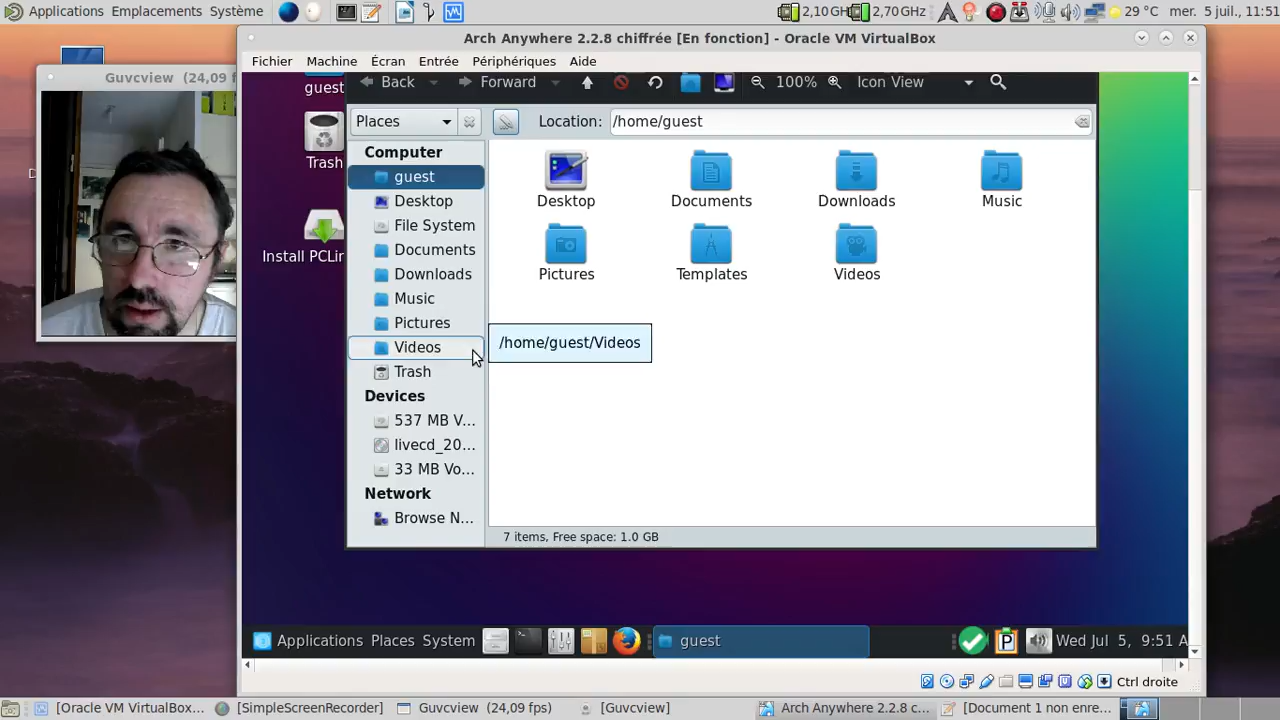 Applications Emplacements Système 2,10 GHz 2,70 GHz 29 °C mer. 5 juil., 11:51
Arch Anywhere 2.2.8 chiffrée [En fonction] - Oracle VM VirtualBox
Guvcview (24,09 f
Fichier Machine Écran Entrée Périphériques Aide
guest
Back Forward 100% Icon View
Places Location: /home/guest
Trash
Install PCLin
Computer
guest
Desktop
File System
Documents
Downloads
Music
Pictures
Videos
Trash
Devices
537 MB V...
livecd_20...
33 MB Vo...
Network
Browse N...
Desktop Documents Downloads Music
Pictures Templates Videos
/home/guest/Videos
7 items, Free space: 1.0 GB
Applications Places System guest Wed Jul 5, 9:51 A
Ctrl droite
[Oracle VM VirtualBox... [SimpleScreenRecorder] Guvcview (24,09 fps) [Guvcview] Arch Anywhere 2.2.8 c... [Document 1 non enre...